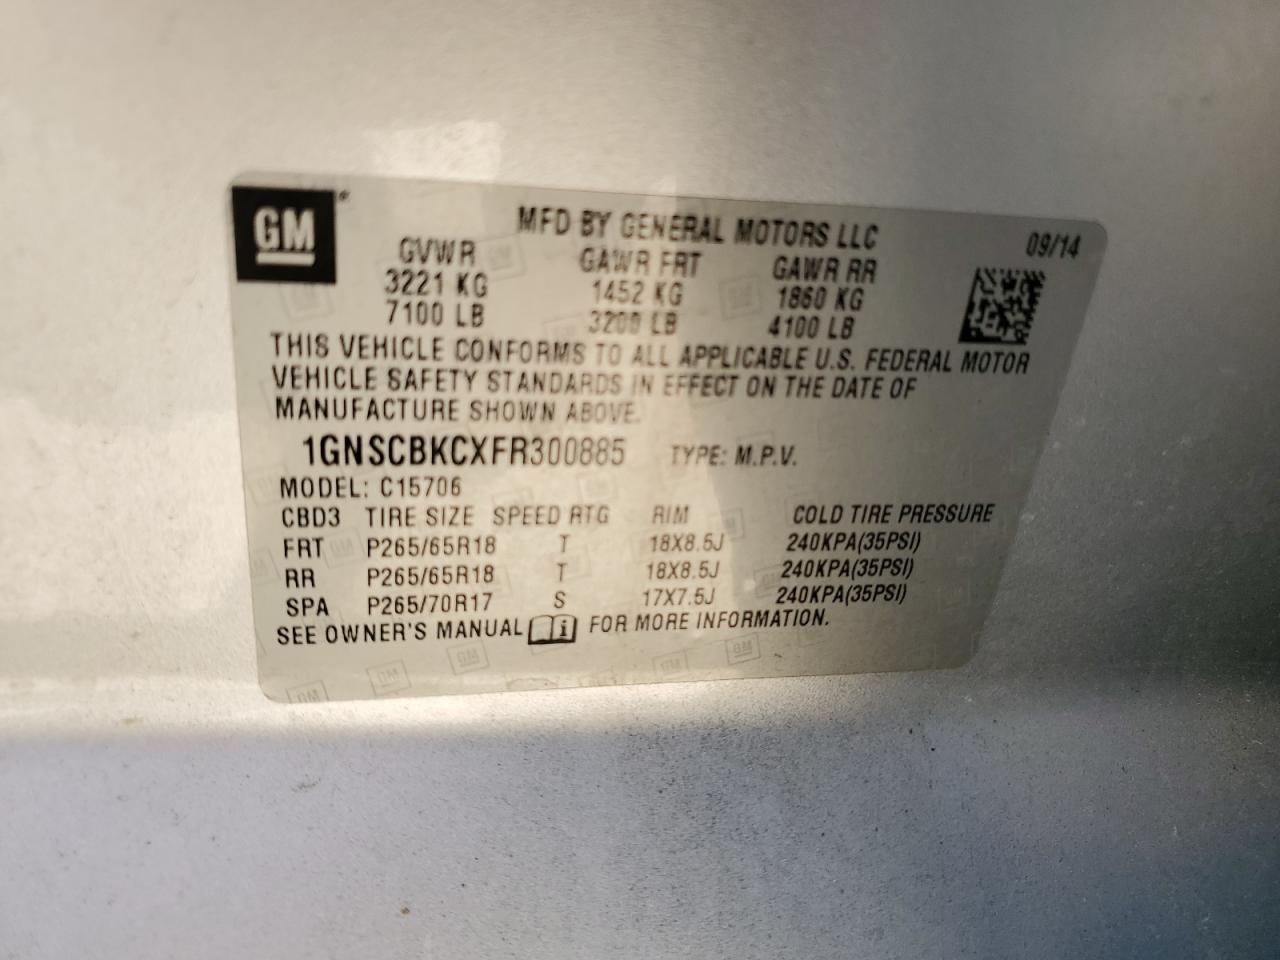 GM
MFD BY GENERAL MOTORS LLC 09/14
GVWR GAWR FRT GAWR RR
3221 KG 1452 KG 1860 KG
7100 LB 3200 LB 4100 LB
THIS VEHICLE CONFORMS TO ALL APPLICABLE U.S. FEDERAL MOTOR
VEHICLE SAFETY STANDARDS IN EFFECT ON THE DATE OF
MANUFACTURE SHOWN ABOVE.
1GNSCBKCXFR300885 TYPE: M.P.V.
MODEL: C15706
CBD3 TIRE SIZE SPEED RTG RIM COLD TIRE PRESSURE
FRT P265/65R18 T 18X8.5J 240KPA(35PSI)
RR P265/65R18 T 18X8.5J 240KPA(35PSI)
SPA P265/70R17 S 17X7.5J 240KPA(35PSI)
SEE OWNER'S MANUAL i FOR MORE INFORMATION.